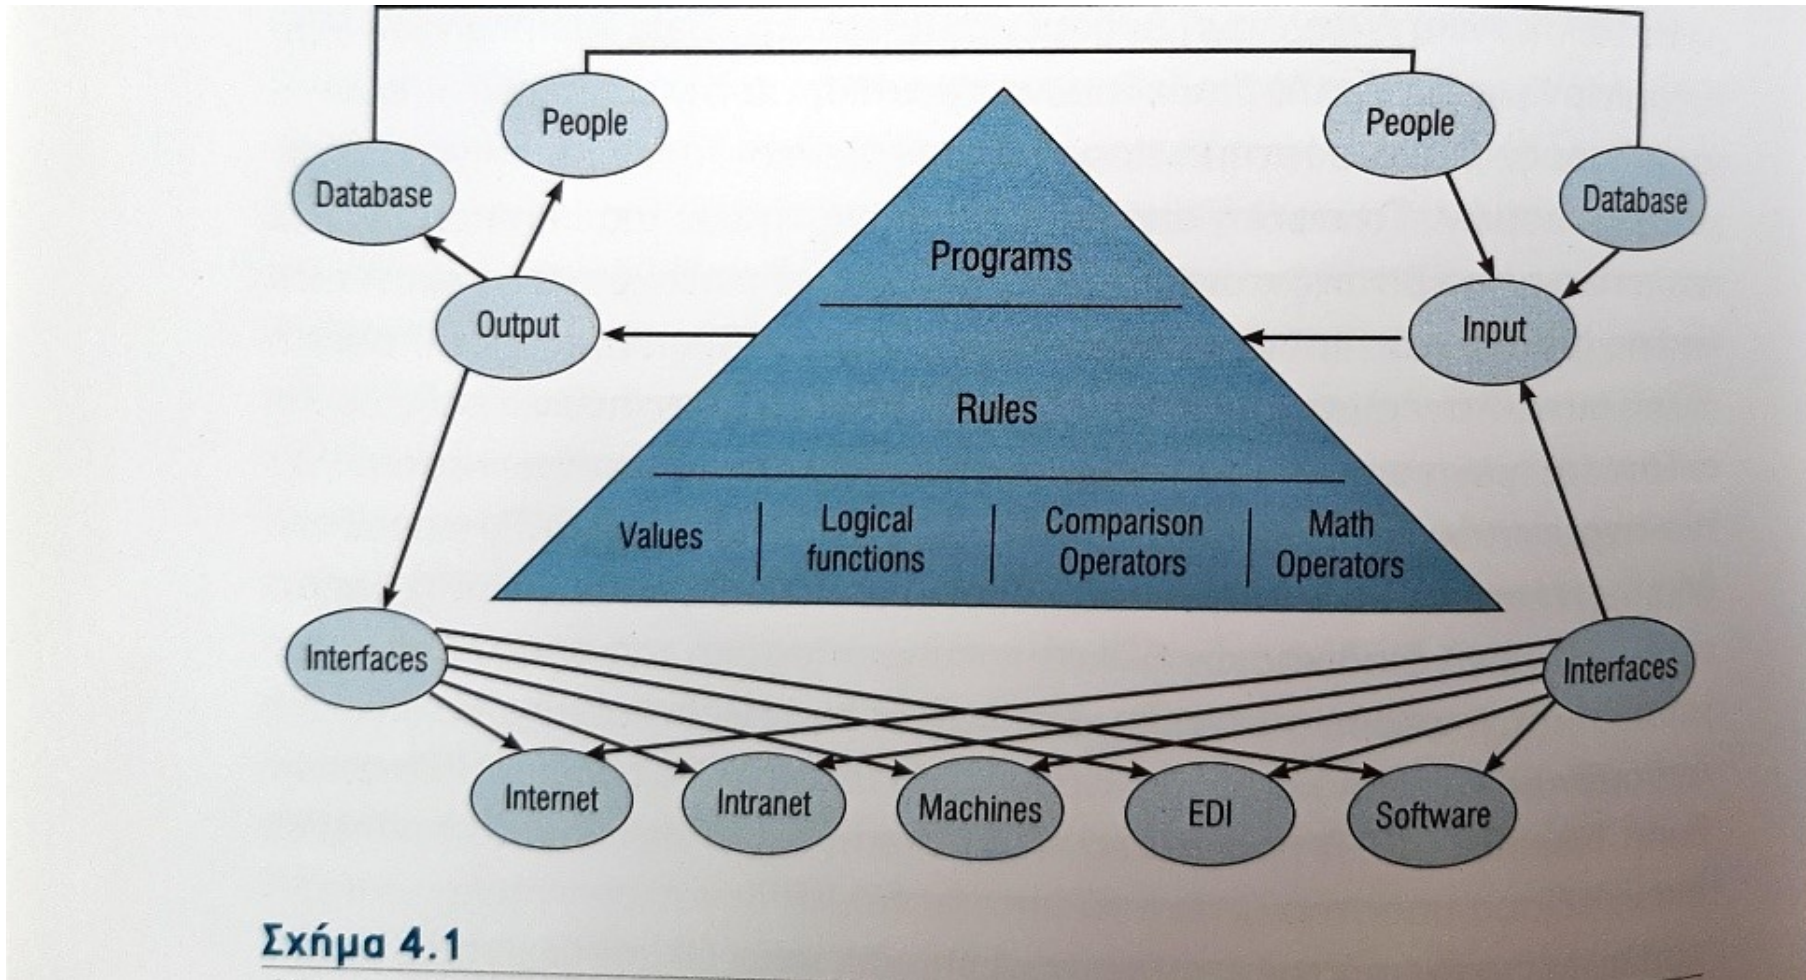 People
People
Database
Database
Programs
Output
Input
Rules
Values
Logical
functions
Comparison
Operators
Math
Operators
Interfaces
Interfaces
Internet
Intranet
Machines
EDI
Software
Σχήμα 4.1